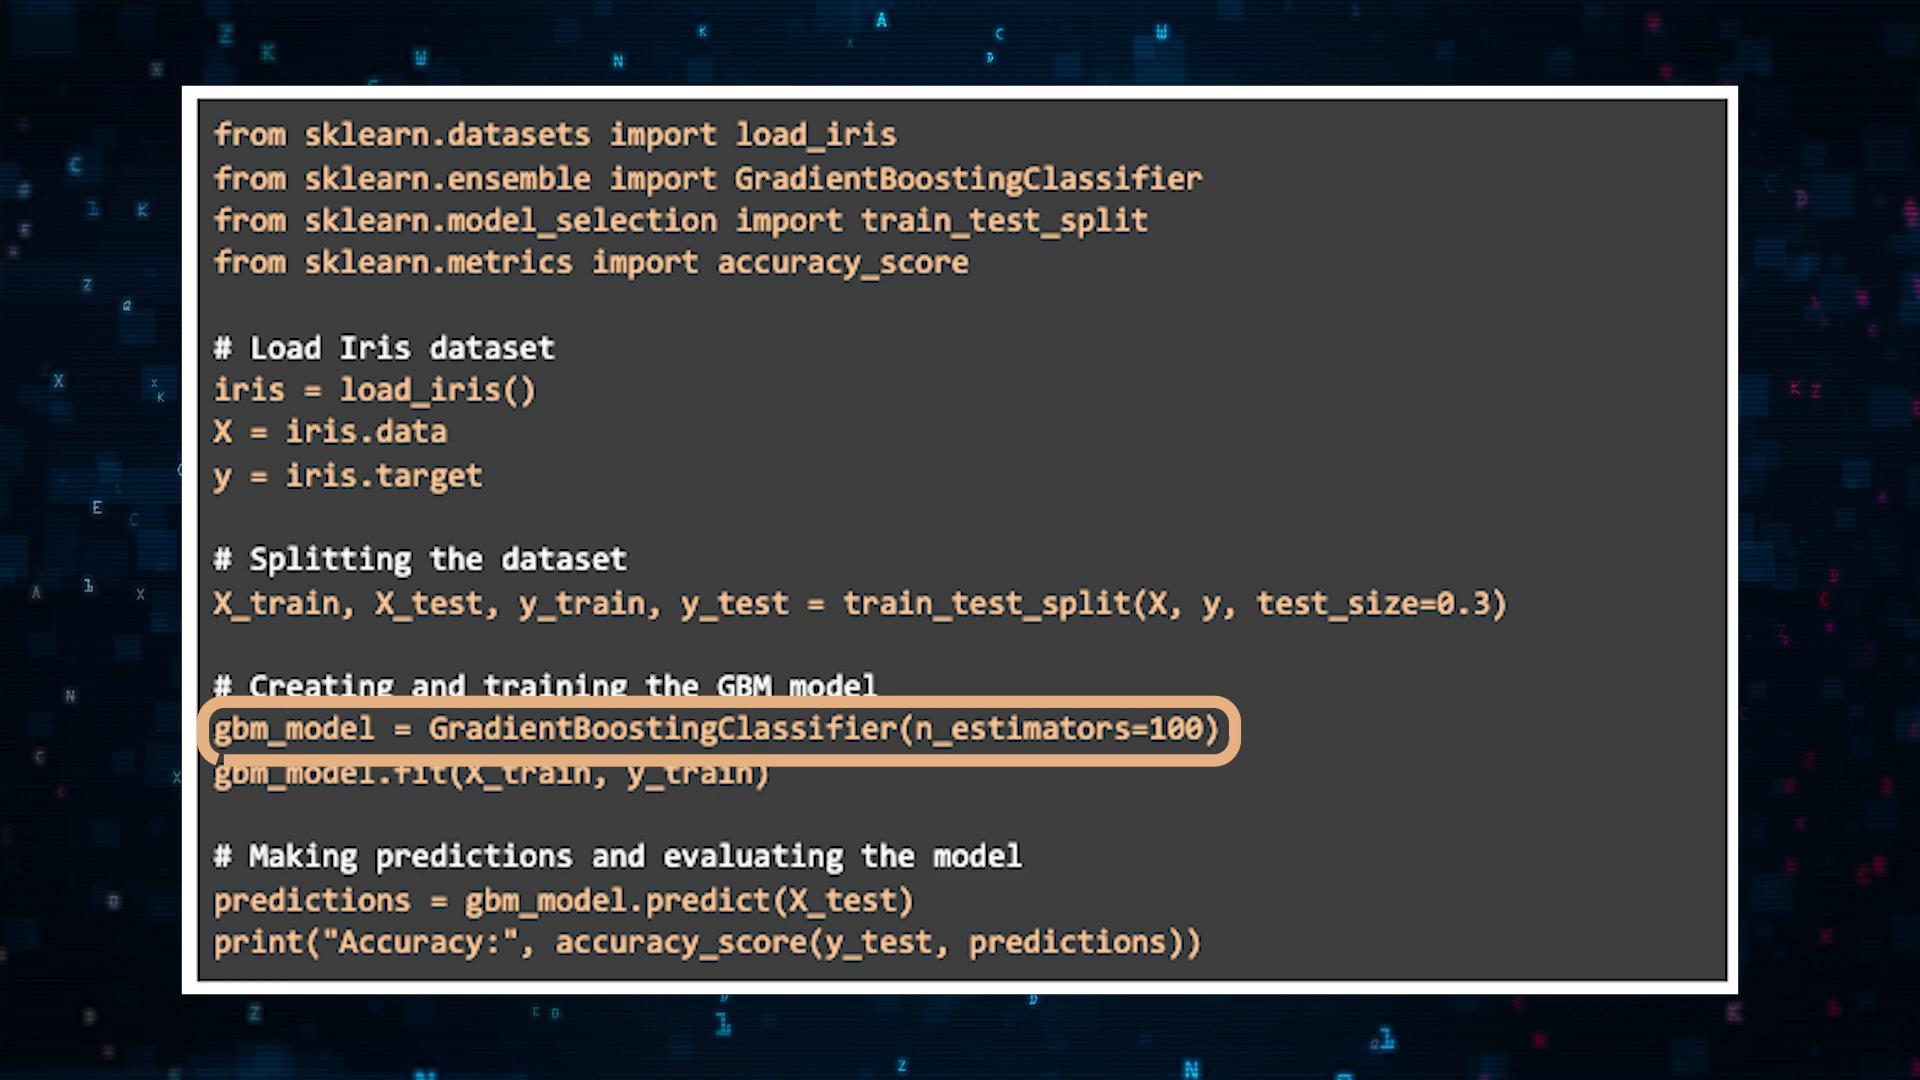 from sklearn.datasets import load_iris
from sklearn.ensemble import GradientBoostingClassifier
from sklearn.model_selection import train_test_split
from sklearn.metrics import accuracy_score
# Load Iris dataset
iris = load_iris()
X = iris.data
y = iris.target
# Splitting the dataset
X_train, X_test, y_train, y_test = train_test_split(X, y, test_size=0.3)
# Creating and training the GBM model
gbm_model = GradientBoostingClassifier(n_estimators=100)
gbm_model.fit(X_train, y_train)
# Making predictions and evaluating the model
predictions = gbm_model.predict(X_test)
print("Accuracy:", accuracy_score(y_test, predictions))